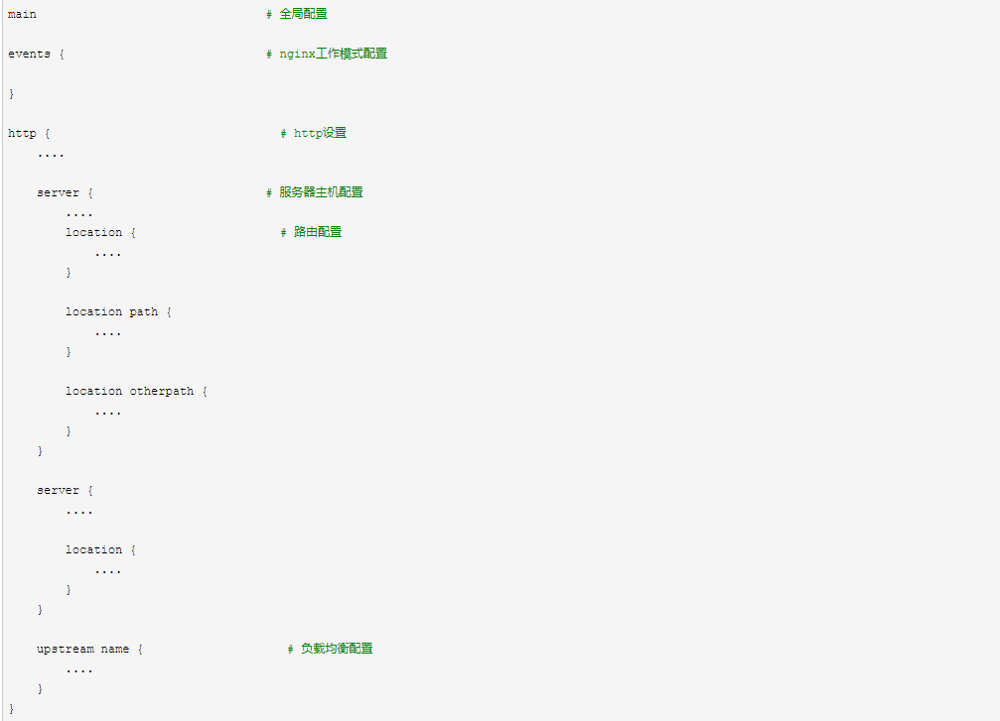 main                                # 全局配置
events {                            # nginx工作模式配置
}
http {                                # http设置
    ....
    server {                        # 服务器主机配置
        ....
        location {                    # 路由配置
            ....
        }
        location path {
            ....
        }
        location otherpath {
            ....
        }
    }
    server {
        ....
        location {
            ....
        }
    }
    upstream name {                    # 负载均衡配置
        ....
    }
}